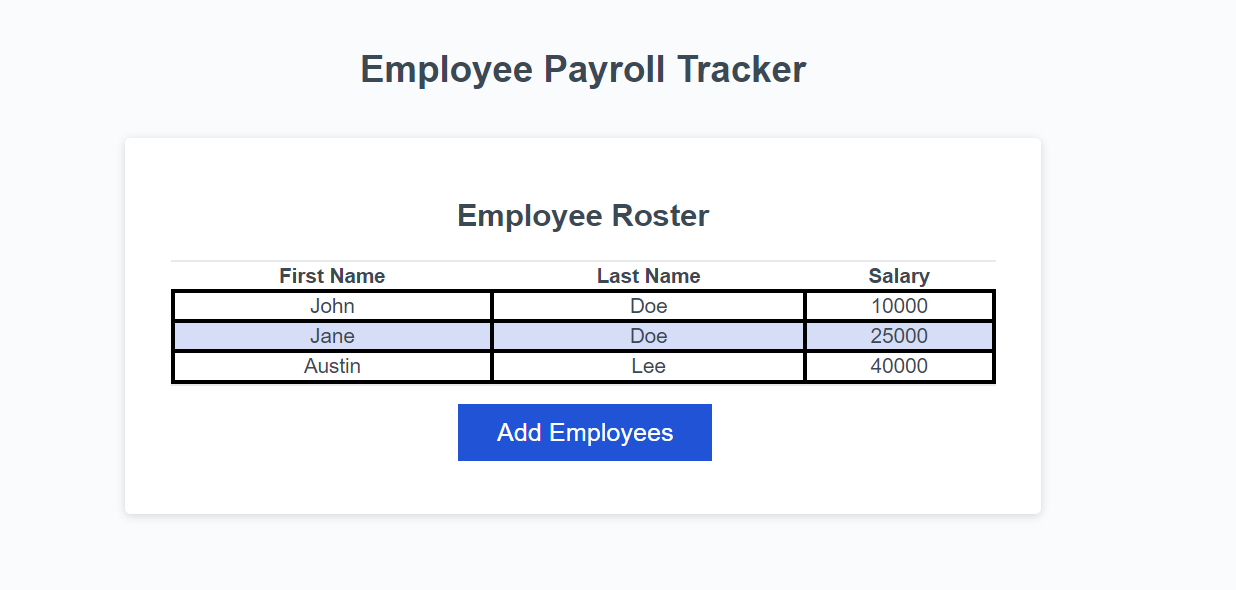 Employee Payroll Tracker
Employee Roster
First Name Last Name Salary
John Doe 10000
Jane Doe 25000
Austin Lee 40000
Add Employees